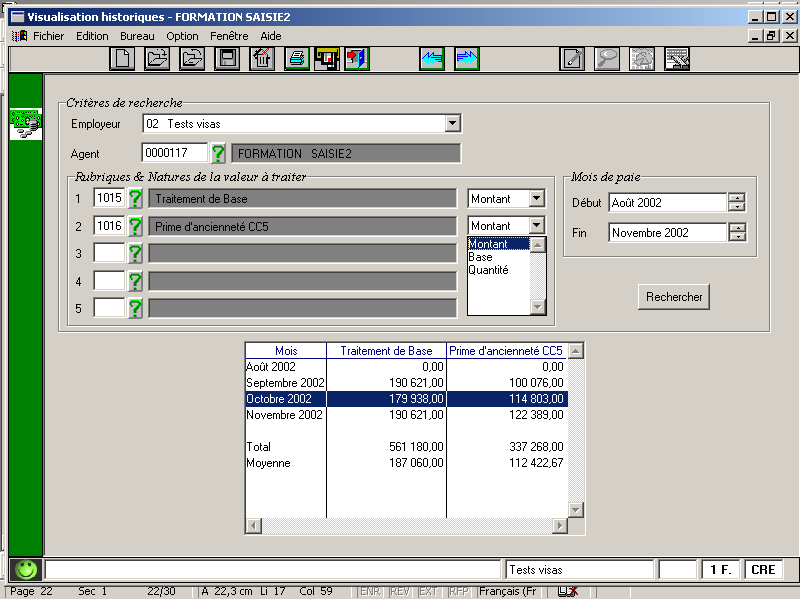 Visualisation historiques - FORMATION SAISIE2
Fichier Edition Bureau Option Fenêtre Aide
Critères de recherche
Employeur 02 Tests visas
Agent 0000117 ? FORMATION SAISIE2
Rubriques & Natures de la valeur à traiter
Mois de paie
1 1015 ? Traitement de Base Montant
Début Août 2002
2 1016 ? Prime d'ancienneté CC5 Montant
Fin Novembre 2002
Montant
3 ?
Base
Quantité
4 ?
Rechercher
5 ?
Mois Traitement de Base Prime d'ancienneté CC5
Août 2002 0,00 0,00
Septembre 2002 190 621,00 100 076,00
Octobre 2002 179 938,00 114 803,00
Novembre 2002 190 621,00 122 389,00
Total 561 180,00 337 268,00
Moyenne 187 060,00 112 422,67
Tests visas 1 F. CRE
Page 22 Sec 1 22/30 A 22,3 cm Li 17 Col 59 ENR REV EXT RFP Français (Fr